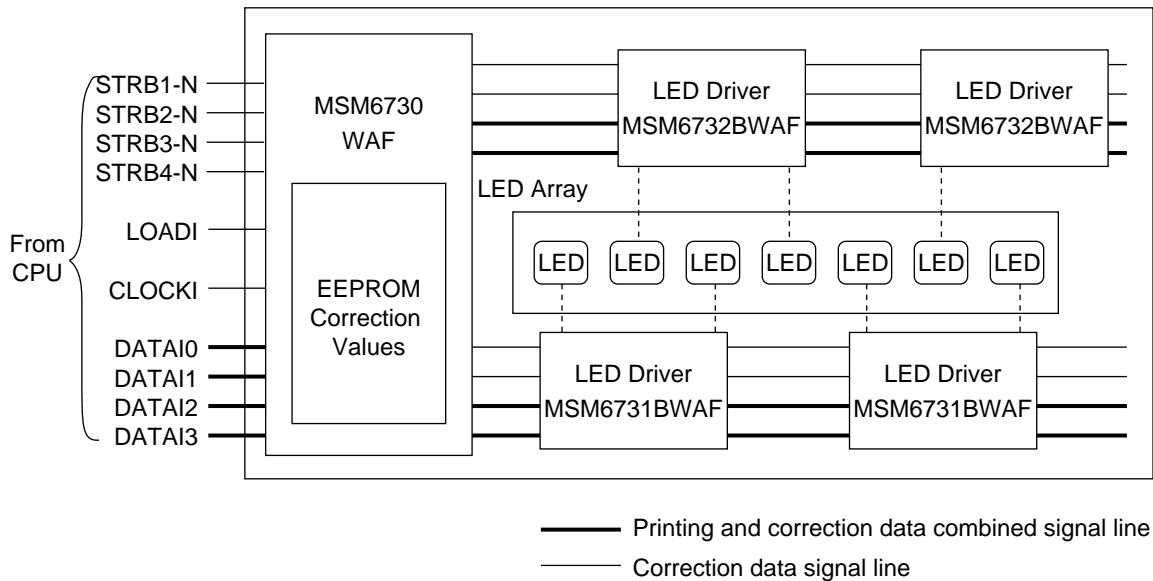 STRB1-N
STRB2-N
STRB3-N
STRB4-N
LOADI
CLOCKI
DATAI0
DATAI1
DATAI2
DATAI3
From
CPU
MSM6730
WAF
EEPROM
Correction
Values
LED Driver
MSM6732BWAF
LED Driver
MSM6732BWAF
LED Array
LED LED LED LED LED LED LED
LED Driver
MSM6731BWAF
LED Driver
MSM6731BWAF
Printing and correction data combined signal line
Correction data signal line